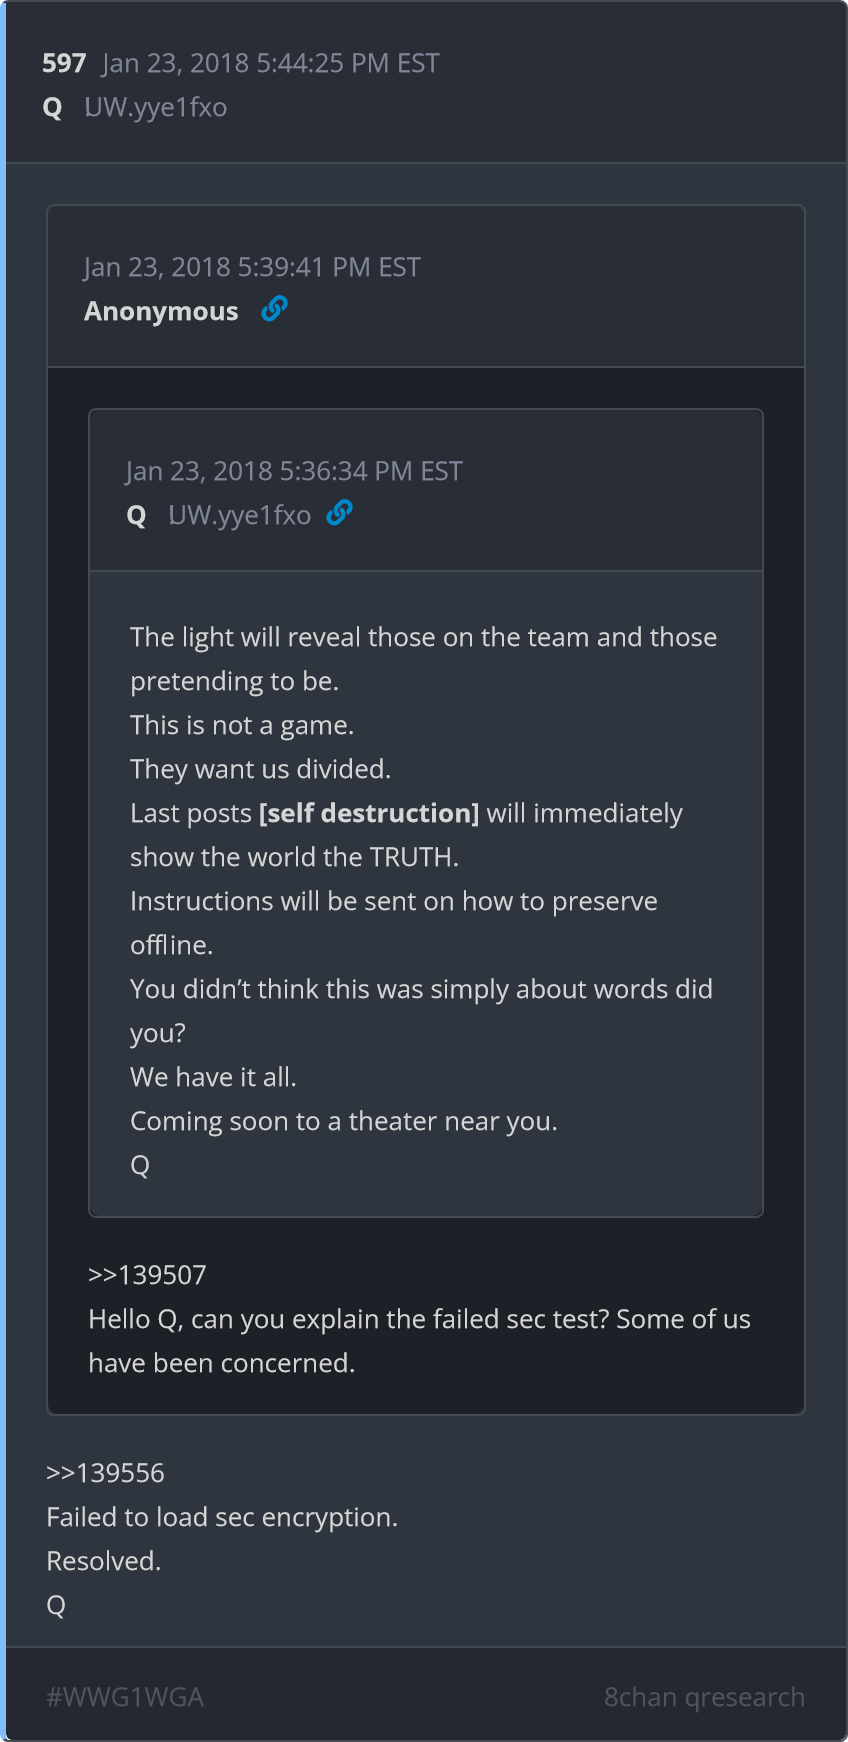 597 Jan 23, 2018 5:44:25 PM EST
Q UW.yye1fxo
Jan 23, 2018 5:39:41 PM EST
Anonymous
Jan 23, 2018 5:36:34 PM EST
Q UW.yye1fxo
The light will reveal those on the team and those
pretending to be.
This is not a game.
They want us divided.
Last posts [self destruction] will immediately
show the world the TRUTH.
Instructions will be sent on how to preserve
offline.
You didn’t think this was simply about words did
you?
We have it all.
Coming soon to a theater near you.
Q
>>139507
Hello Q, can you explain the failed sec test? Some of us
have been concerned.
>>139556
Failed to load sec encryption.
Resolved.
Q
#WWG1WGA 8chan qresearch